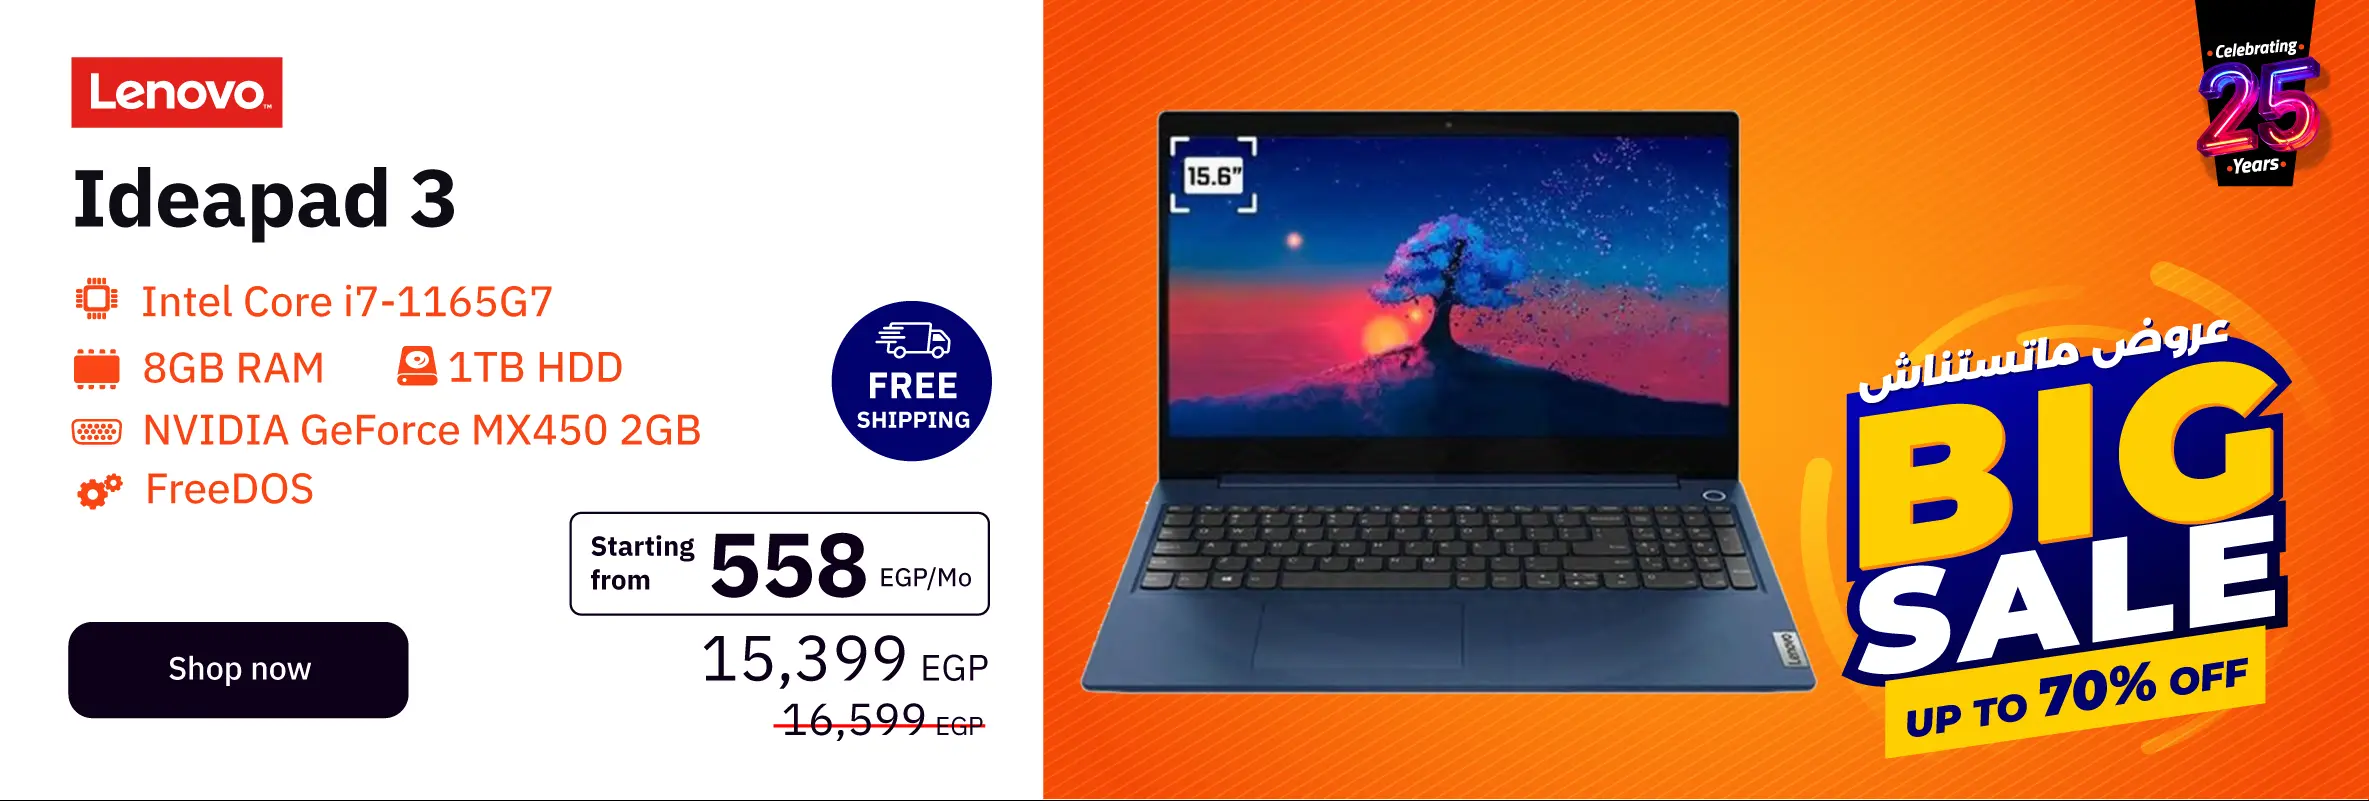 Lenovo™
Ideapad 3
Intel Core i7-1165G7
8GB RAM 1TB HDD
NVIDIA GeForce MX450 2GB
FreeDOS
FREE
SHIPPING
Starting
from 558 EGP/Mo
15,399 EGP
16,599 EGP
Shop now
15.6”
Lenovo
•Celebrating•
25
•Years•
عروض ماتستناش
BIG
SALE
UP TO 70% OFF